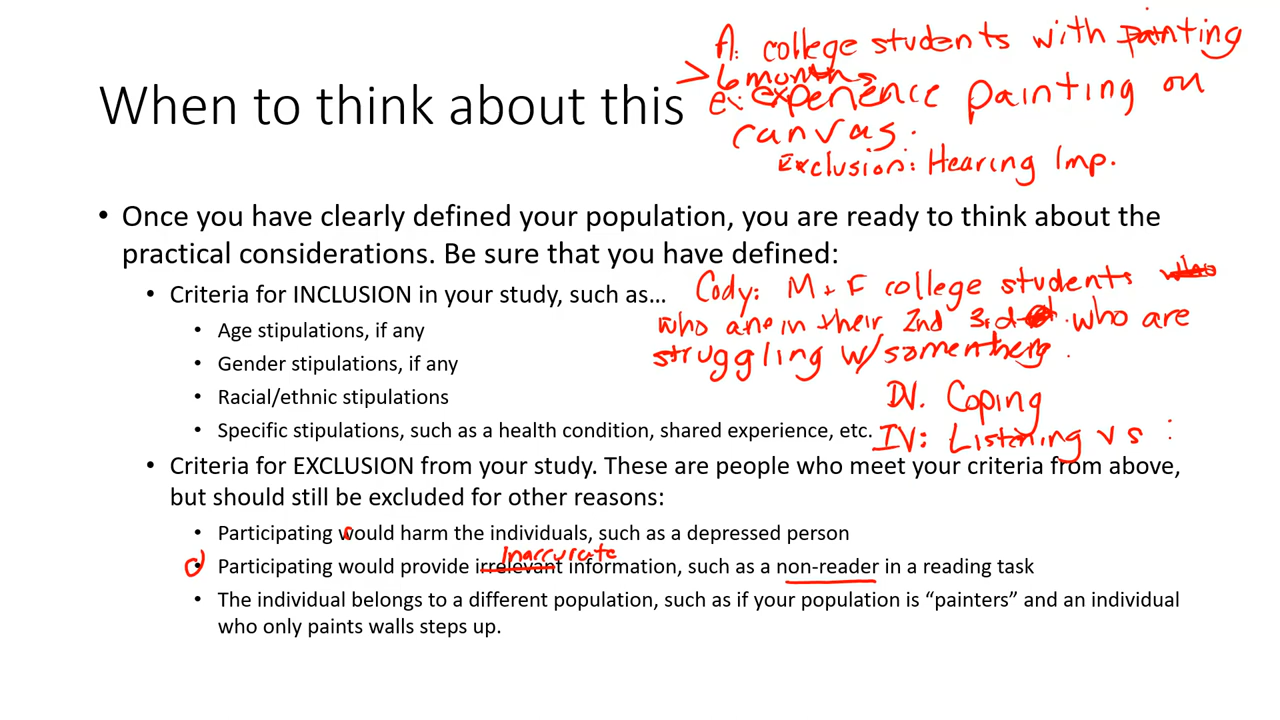 A: college students with painting
> 6 months
When to think about this
ex: experience painting on
canvas.
Exclusion: Hearing Imp.
• Once you have clearly defined your population, you are ready to think about the
practical considerations. Be sure that you have defined:
• Criteria for INCLUSION in your study, such as…
Cody: M + F college students who
• Age stipulations, if any
who are in their 2nd 3rd who are
• Gender stipulations, if any
struggling w/
• Racial/ethnic stipulations
DV. Coping
• Specific stipulations, such as a health condition, shared experience, etc.
IV: Listening vs :
• Criteria for EXCLUSION from your study. These are people who meet your criteria from above,
but should still be excluded for other reasons:
• Participating would harm the individuals, such as a depressed person
Inaccurate
• Participating would provide irrelevant information, such as a non-reader in a reading task
• The individual belongs to a different population, such as if your population is “painters” and an individual
who only paints walls steps up.